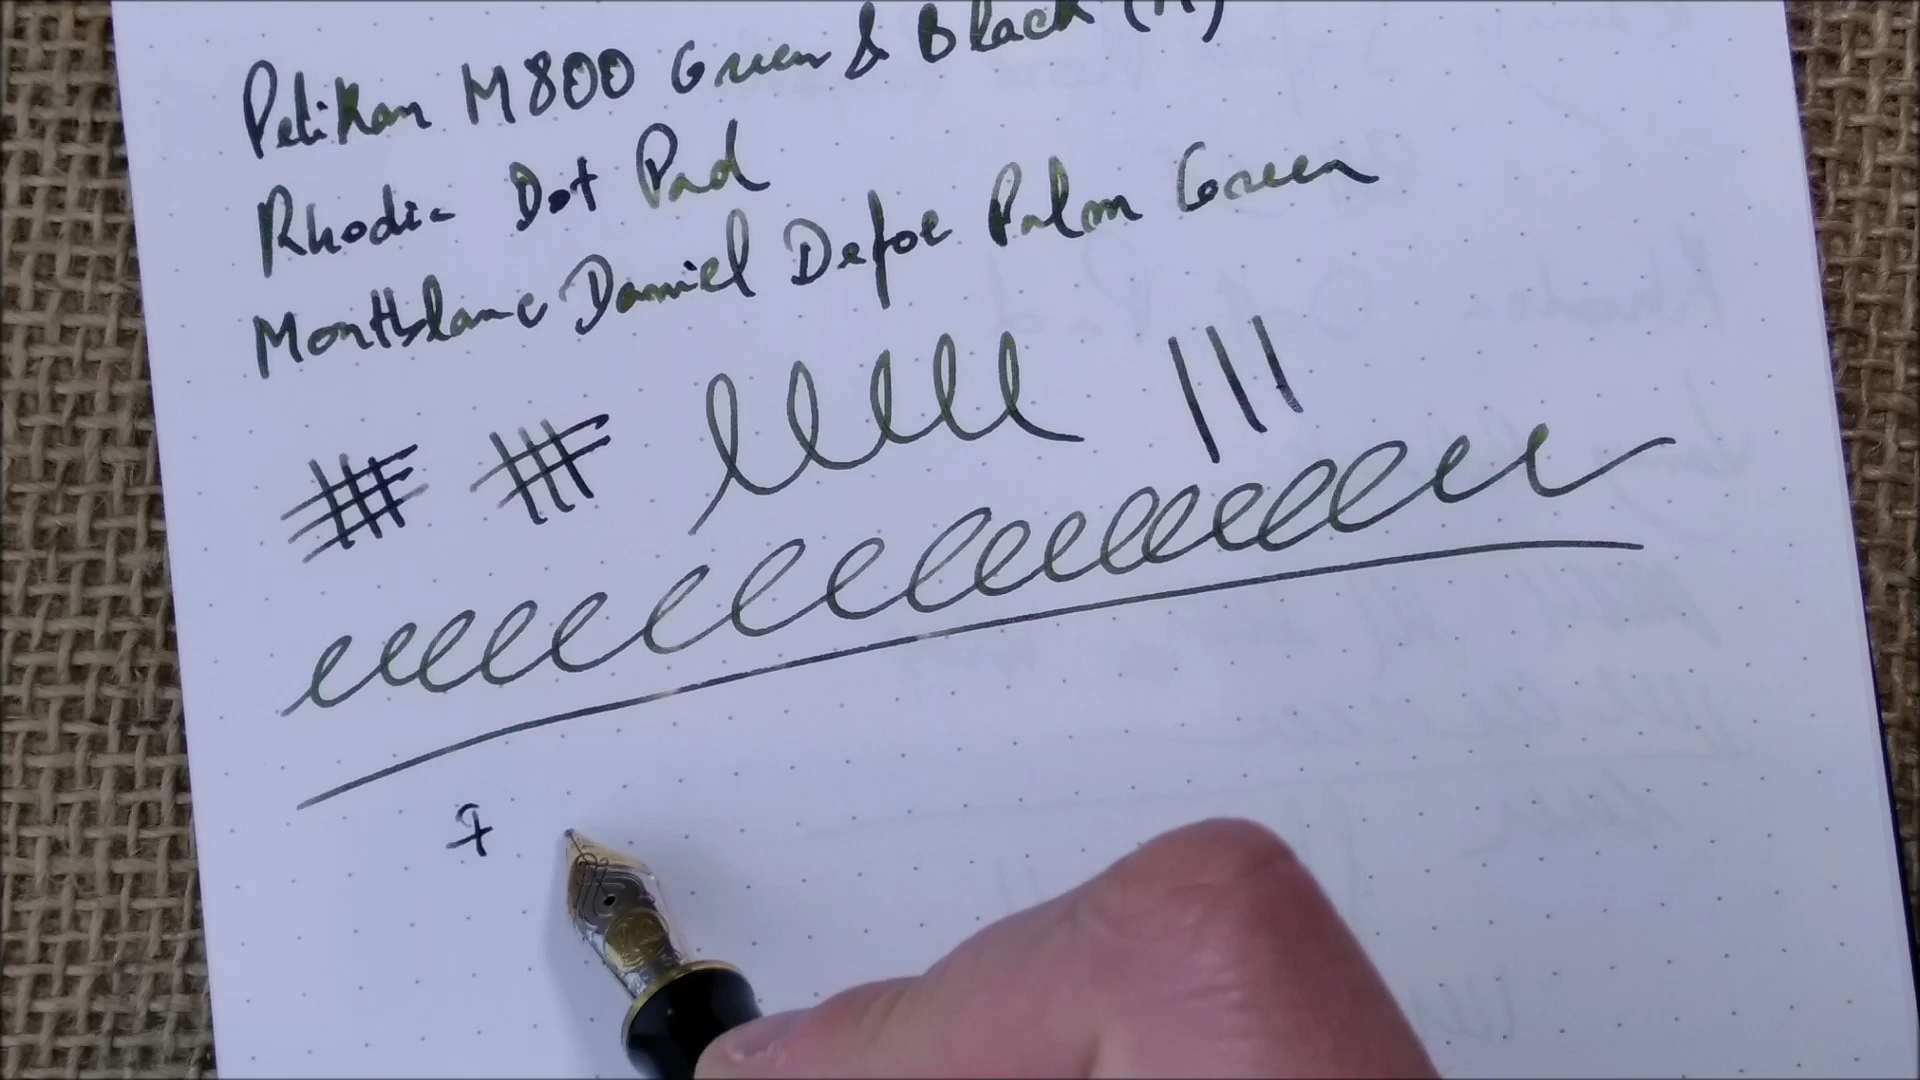 Pelikan M800 Green & Black (M)
Rhodia Dot Pad
Montblanc Daniel Defoe Palm Green